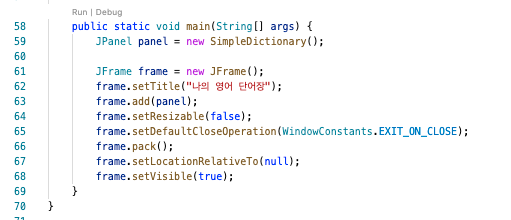 Run | Debug
58 public static void main(String[] args) {
59 JPanel panel = new SimpleDictionary();
60
61 JFrame frame = new JFrame();
62 frame.setTitle("나의 영어 단어장");
63 frame.add(panel);
64 frame.setResizable(false);
65 frame.setDefaultCloseOperation(WindowConstants.EXIT_ON_CLOSE);
66 frame.pack();
67 frame.setLocationRelativeTo(null);
68 frame.setVisible(true);
69 }
70 }